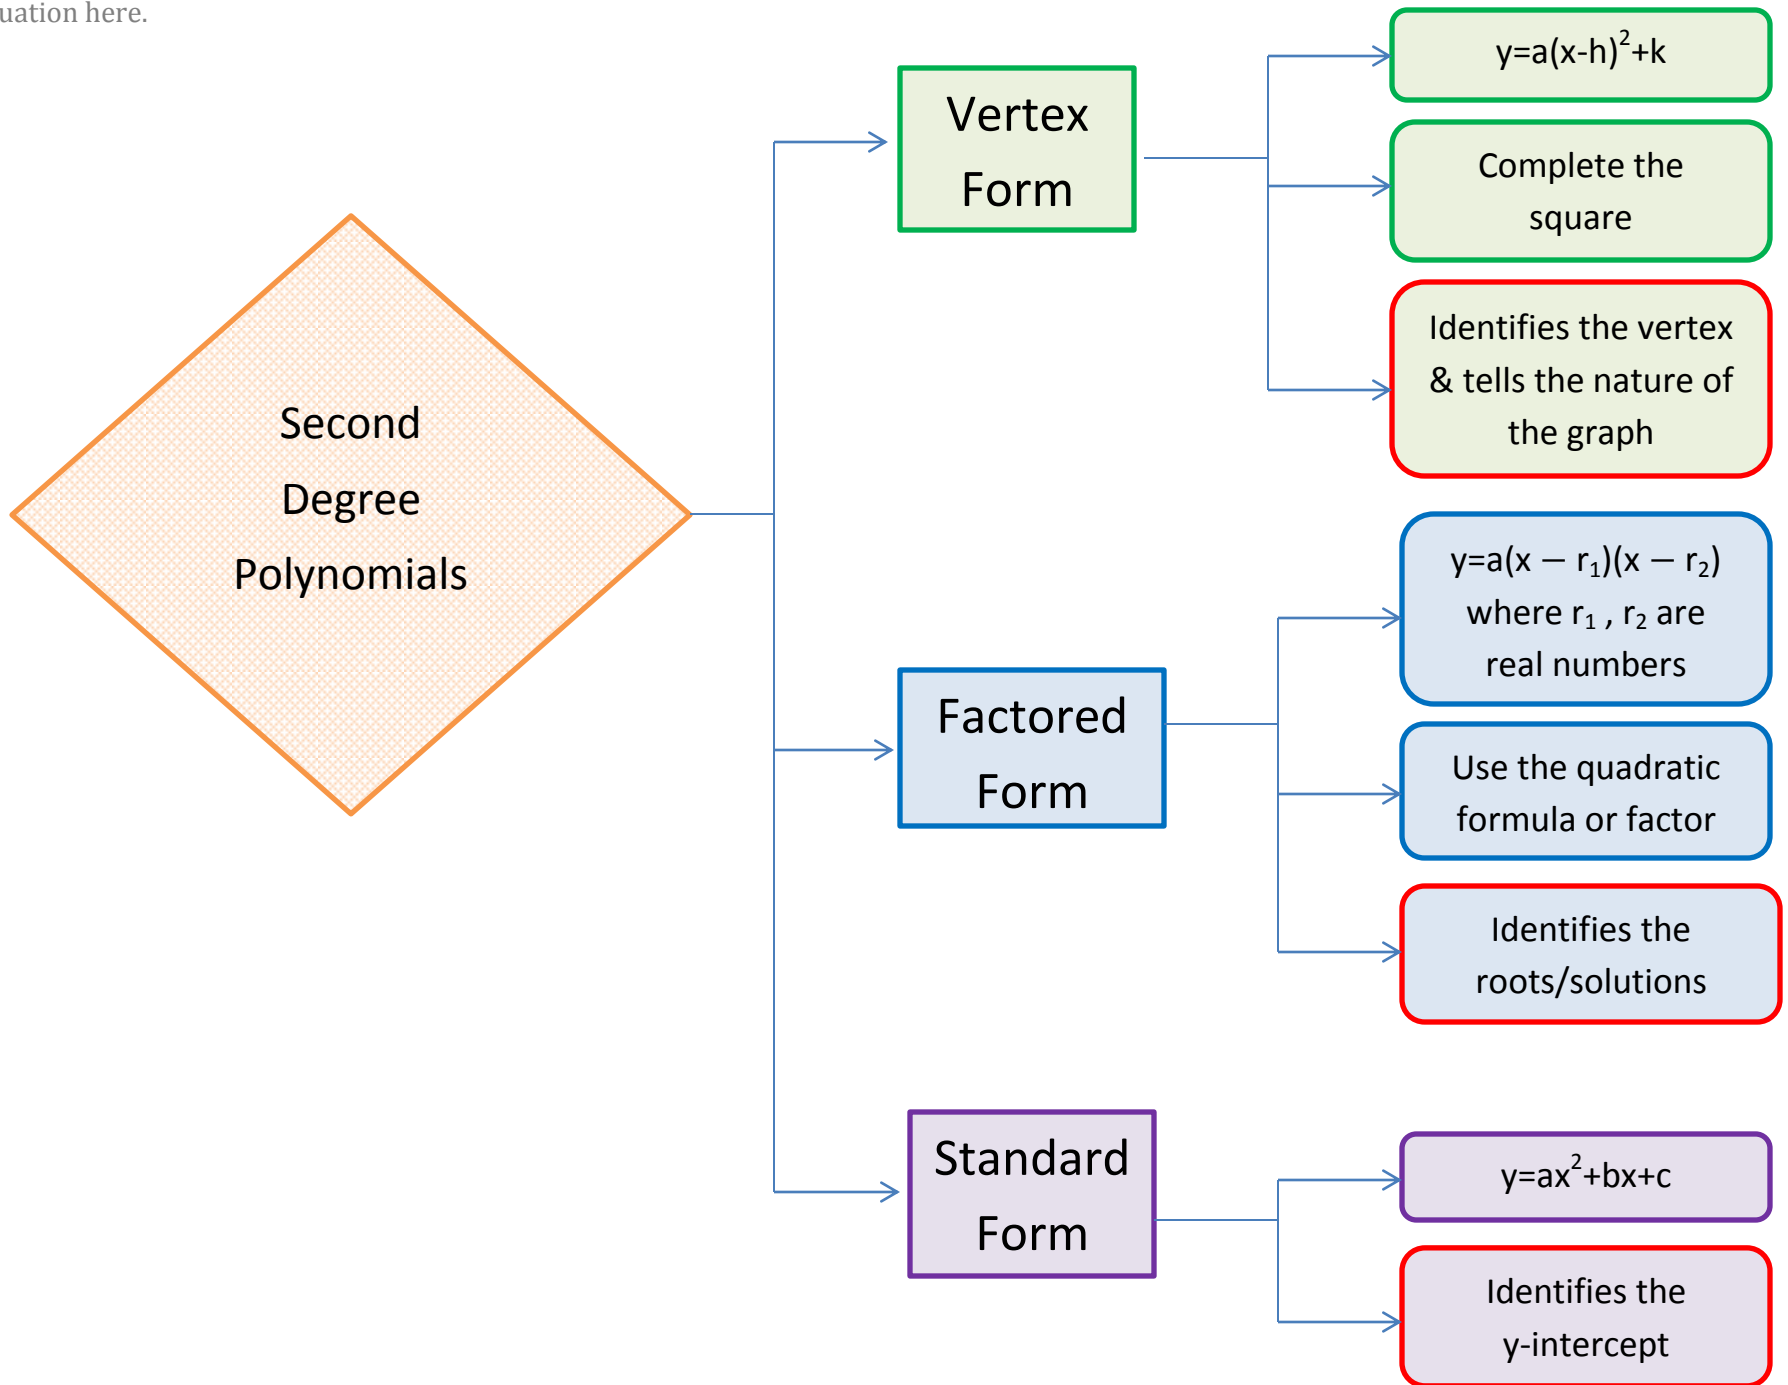 uation here.
Second
Degree
Polynomials
Vertex
Form
y=a(x-h)²+k
Complete the
square
Identifies the vertex
& tells the nature of
the graph
Factored
Form
y=a(x − r₁)(x − r₂)
where r₁ , r₂ are
real numbers
Use the quadratic
formula or factor
Identifies the
roots/solutions
Standard
Form
y=ax²+bx+c
Identifies the
y-intercept